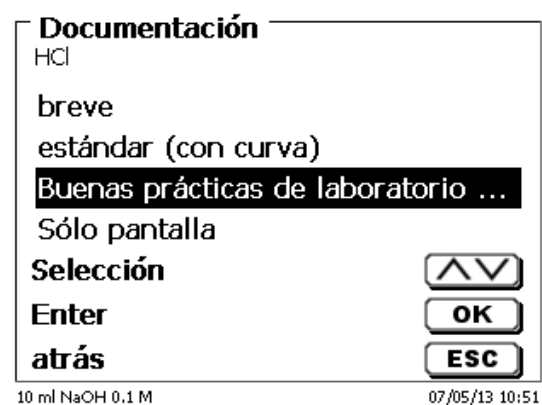 Documentación
HCl
breve
estándar (con curva)
Buenas prácticas de laboratorio ...
Sólo pantalla
Selección
Enter OK
atrás ESC
10 ml NaOH 0.1 M 07/05/13 10:51